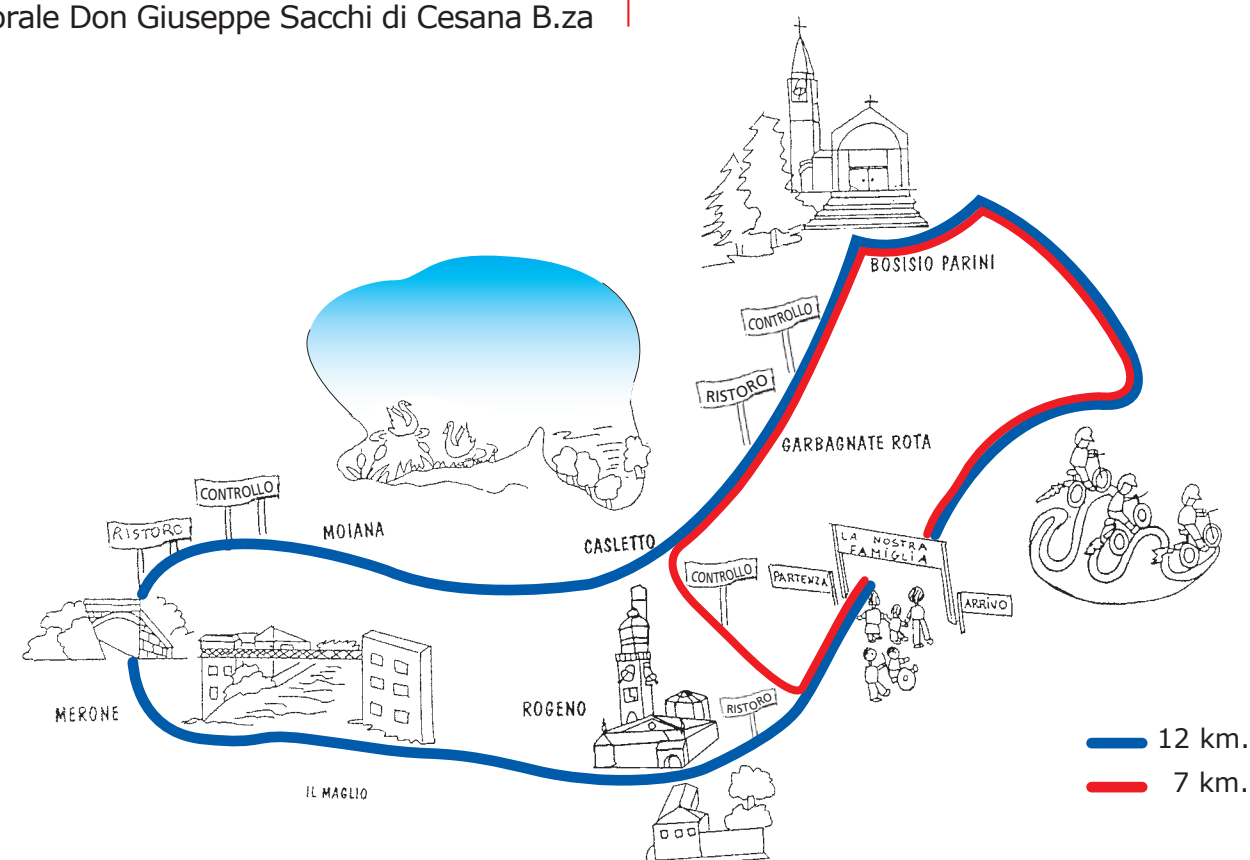 orale Don Giuseppe Sacchi di Cesana B.za
BOSISIO PARINI
CONTROLLO
RISTORO
GARBAGNATE ROTA
CONTROLLO
RISTORO
MOIANA
CASLETTO
LA NOSTRA
FAMIGLIA
CONTROLLO
PARTENZA
ARRIVO
MERONE
ROGENO
RISTORO
IL MAGLIO
12 km.
7 km.